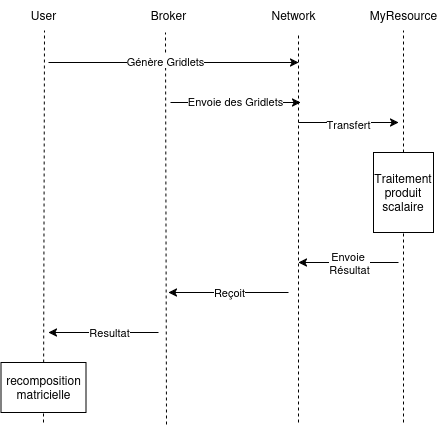 User
Broker
Network
MyResource
Génère Gridlets
Envoie des Gridlets
Transfert
Traitement
produit
scalaire
Envoie
Résultat
Reçoit
Resultat
recomposition
matricielle